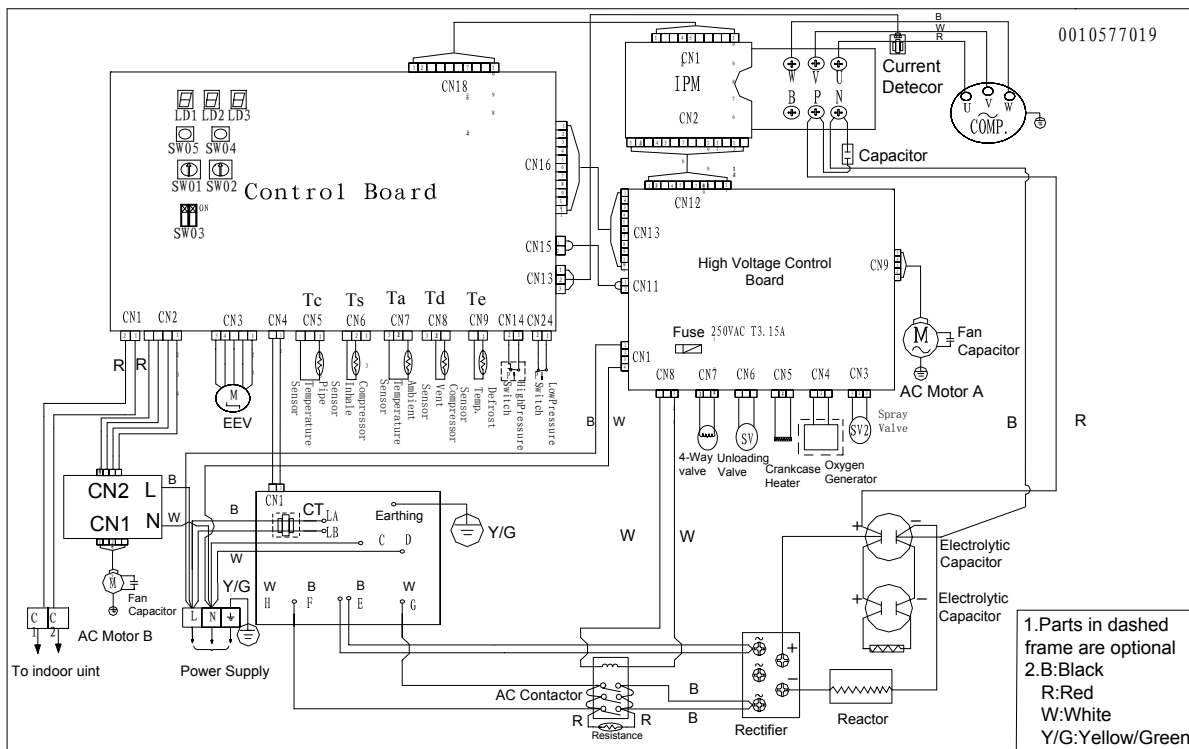 0010577019
B
W
R
CN1
IPM
CN2
W V U
B P N
Current
Detecor
U V W
COMP.
Capacitor
CN18
LD1 LD2 LD3
SW05 SW04
SW01 SW02
ON
SW03
Control Board
CN16
CN15
CN13
CN12
CN13
CN11
CN9
High Voltage Control
Board
Fuse 250VAC T3.15A
CN1
CN8 CN7 CN6 CN5 CN4 CN3
M
Fan
Capacitor
AC Motor A
Tc Ts Ta Td Te
CN1 CN2 CN3 CN4 CN5 CN6 CN7 CN8 CN9 CN14 CN24
R R
M
EEV
Pipe
Temperature
Sensor
Compressor
Inhale
Sensor
Ambient
Temperature
Sensor
Compressor
Vent
Sensor
Defrost
Temp.
Sensor
HighPressure
Switch
P
LowPressure
Switch
P
B W
4-Way
valve
SV
Unloading
Valve
Crankcase
Heater
Oxygen
Generator
SV2
Spray
Valve
B R
CN2 L
CN1 N
B
W
M
Fan
Capacitor
AC Motor B
C C
1 2
To indoor uint
L N
Power Supply
Y/G
CN1
CT
LA
LB
Earthing
Y/G
B
W
C D
W B B W
H F E G
W W
AC Contactor
R R
Resistance
B
B
+
−
Rectifier
Reactor
+ −
Electrolytic
Capacitor
+ −
Electrolytic
Capacitor
1.Parts in dashed
frame are optional
2.B:Black
R:Red
W:White
Y/G:Yellow/Green